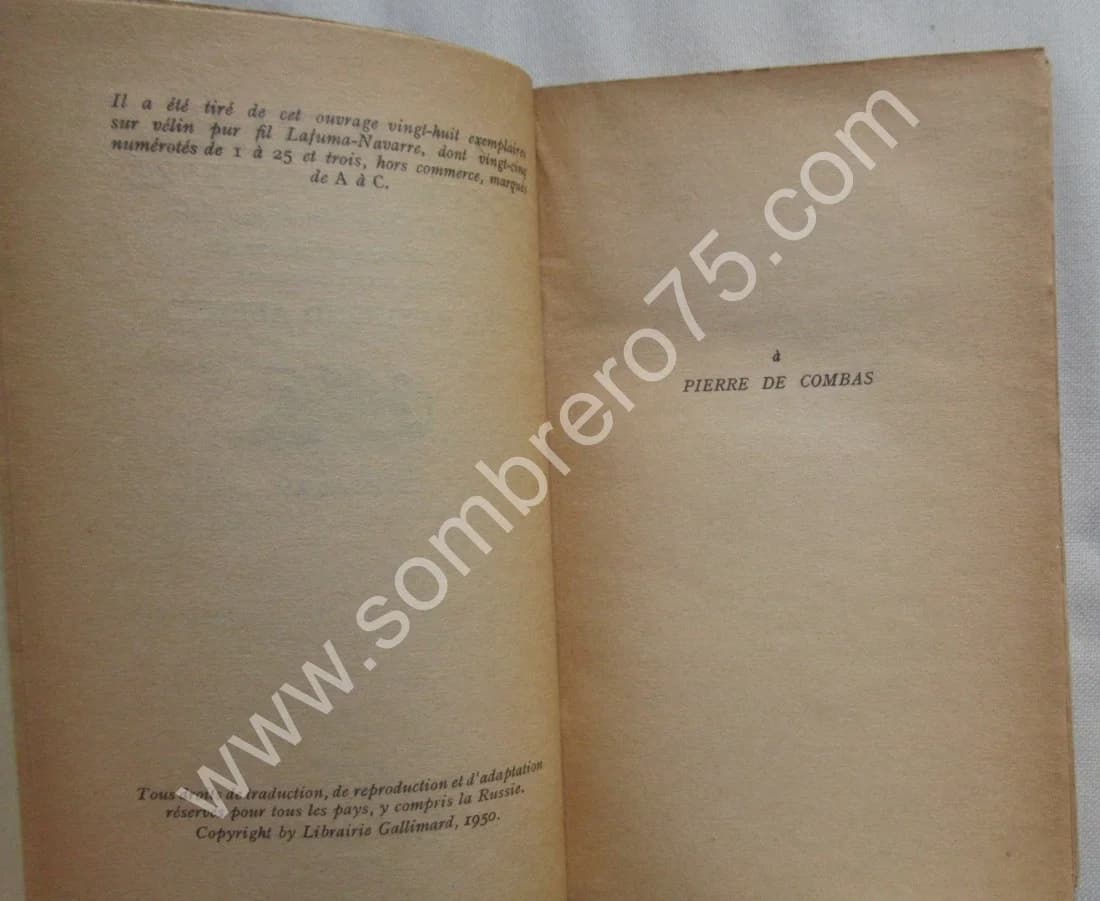 Il a été tiré de cet ouvrage vingt-huit exemplaires
sur vélin pur fil Lafuma-Navarre, dont vingt-cinq
numérotés de 1 à 25 et trois, hors commerce, marqués
de A à C.
Tous droits de traduction, de reproduction et d'adaptation
réservés pour tous les pays, y compris la Russie.
Copyright by Librairie Gallimard, 1950.
à
PIERRE DE COMBAS
www.sombrero75.com